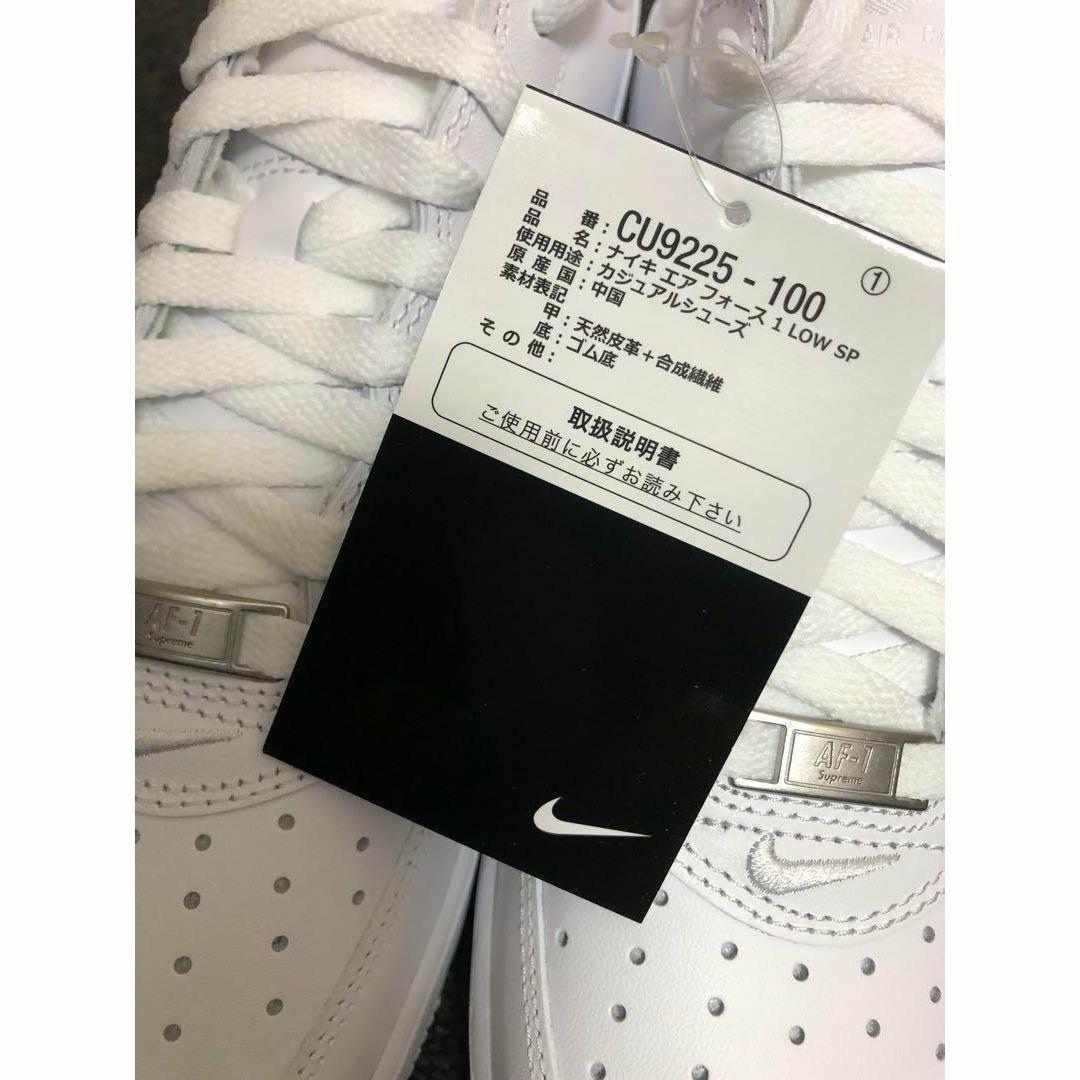 品　番：CU9225 - 100 ①
品　名：ナイキ エア フォース 1 LOW SP
使用用途：カジュアルシューズ
原産国：中国
素材表記
甲：天然皮革+合成繊維
底：ゴム底
その他：
取扱説明書
ご使用前に必ずお読み下さい
AF-1
Supreme
AF-1
Supreme
AIR